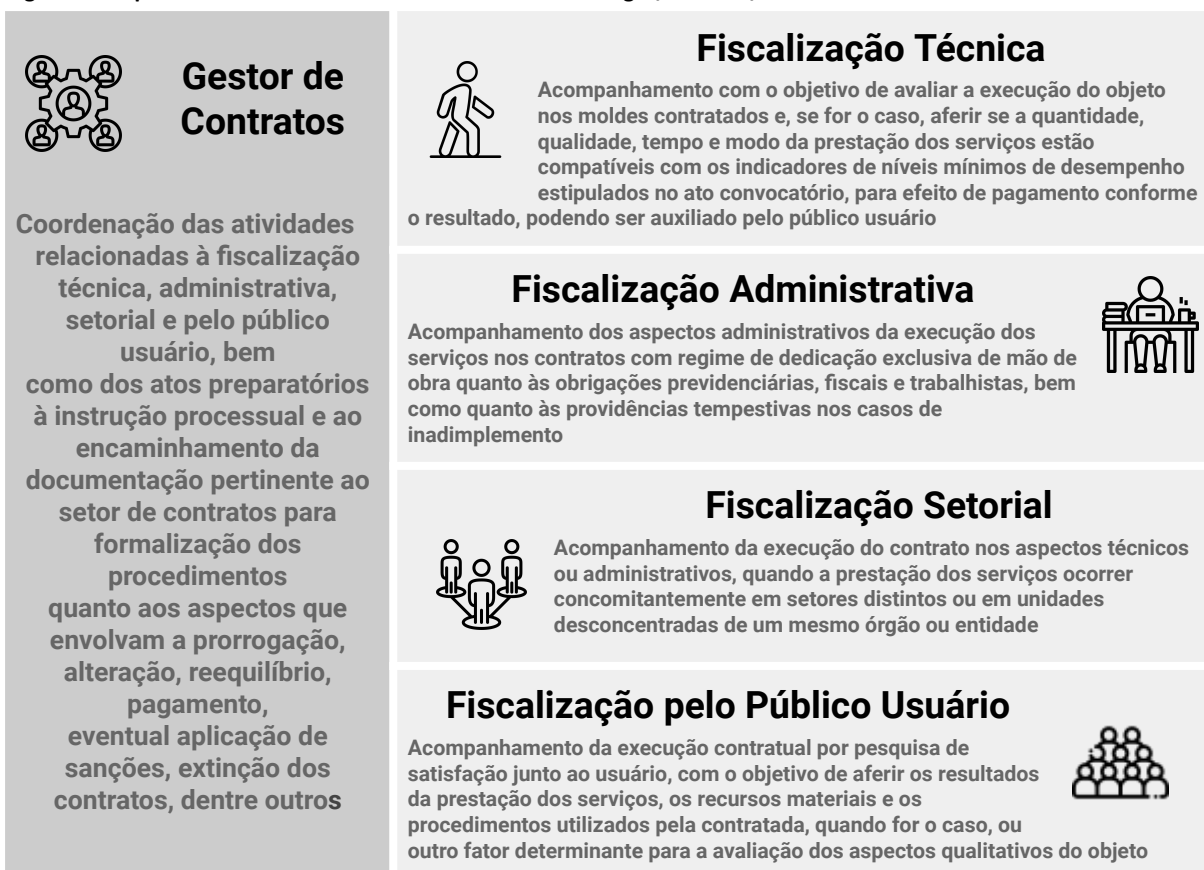 Gestor de
Contratos
Coordenação das atividades
relacionadas à fiscalização
técnica, administrativa,
setorial e pelo público
usuário, bem
como dos atos preparatórios
à instrução processual e ao
encaminhamento da
documentação pertinente ao
setor de contratos para
formalização dos
procedimentos
quanto aos aspectos que
envolvam a prorrogação,
alteração, reequilíbrio,
pagamento,
eventual aplicação de
sanções, extinção dos
contratos, dentre outros
Fiscalização Técnica
Acompanhamento com o objetivo de avaliar a execução do objeto
nos moldes contratados e, se for o caso, aferir se a quantidade,
qualidade, tempo e modo da prestação dos serviços estão
compatíveis com os indicadores de níveis mínimos de desempenho
estipulados no ato convocatório, para efeito de pagamento conforme
o resultado, podendo ser auxiliado pelo público usuário
Fiscalização Administrativa
Acompanhamento dos aspectos administrativos da execução dos
serviços nos contratos com regime de dedicação exclusiva de mão de
obra quanto às obrigações previdenciárias, fiscais e trabalhistas, bem
como quanto às providências tempestivas nos casos de
inadimplemento
Fiscalização Setorial
Acompanhamento da execução do contrato nos aspectos técnicos
ou administrativos, quando a prestação dos serviços ocorrer
concomitantemente em setores distintos ou em unidades
desconcentradas de um mesmo órgão ou entidade
Fiscalização pelo Público Usuário
Acompanhamento da execução contratual por pesquisa de
satisfação junto ao usuário, com o objetivo de aferir os resultados
da prestação dos serviços, os recursos materiais e os
procedimentos utilizados pela contratada, quando for o caso, ou
outro fator determinante para a avaliação dos aspectos qualitativos do objeto